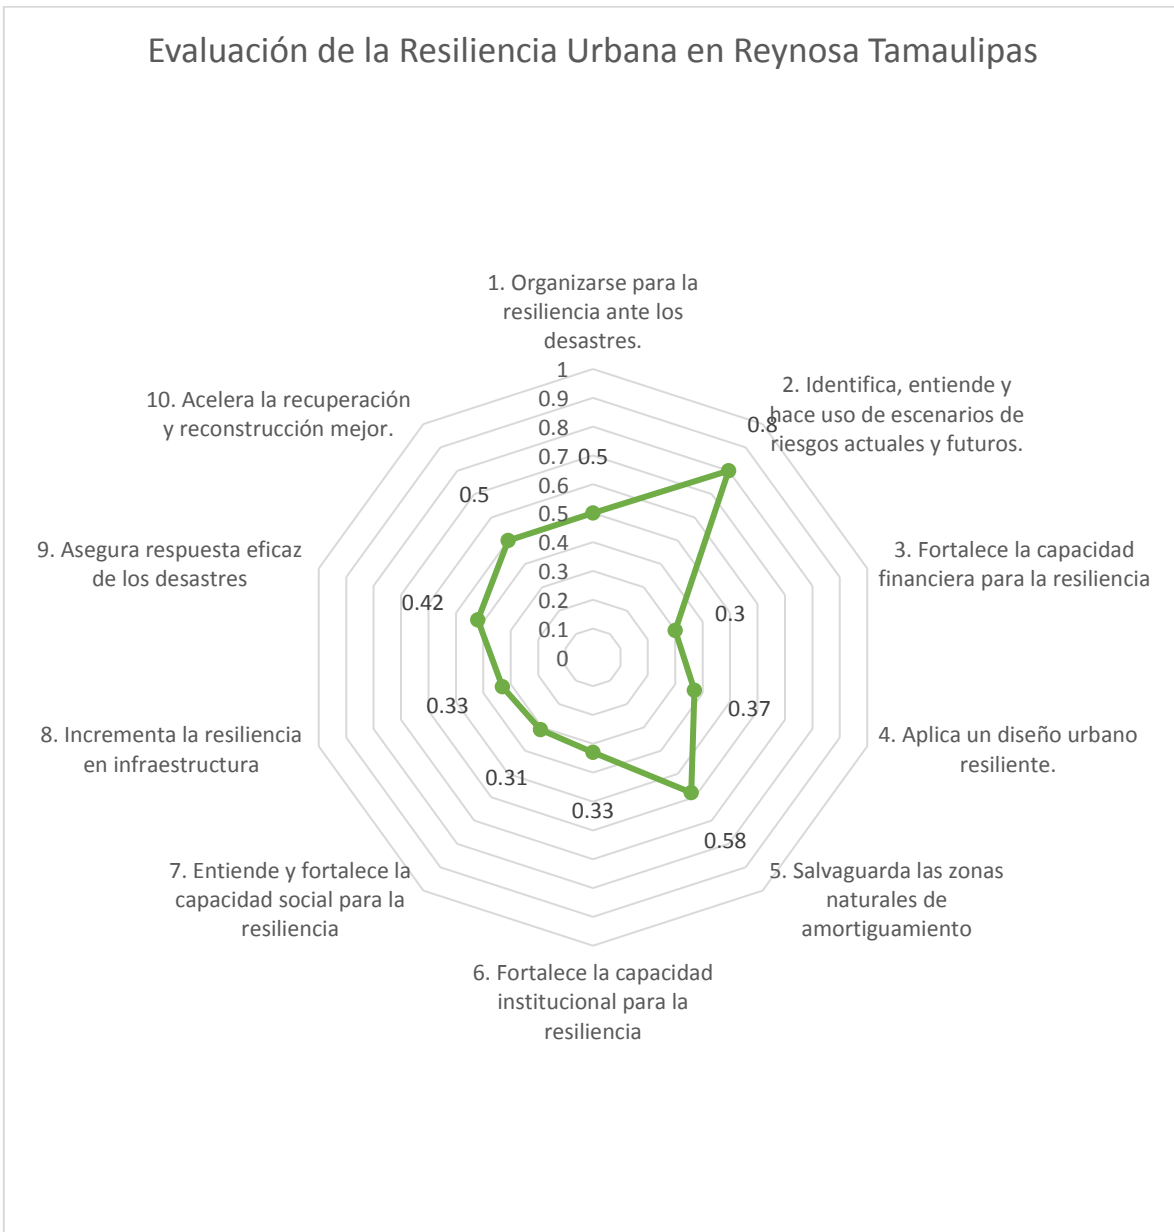 Evaluación de la Resiliencia Urbana en Reynosa Tamaulipas
1. Organizarse para la
resiliencia ante los
desastres.
2. Identifica, entiende y
hace uso de escenarios de
riesgos actuales y futuros.
3. Fortalece la capacidad
financiera para la resiliencia
4. Aplica un diseño urbano
resiliente.
5. Salvaguarda las zonas
naturales de
amortiguamiento
6. Fortalece la capacidad
institucional para la
resiliencia
7. Entiende y fortalece la
capacidad social para la
resiliencia
8. Incrementa la resiliencia
en infraestructura
9. Asegura respuesta eficaz
de los desastres
10. Acelera la recuperación
y reconstrucción mejor.
1
0.9
0.8
0.7
0.6
0.5
0.4
0.3
0.2
0.1
0
0.5
0.8
0.3
0.37
0.58
0.33
0.31
0.33
0.42
0.5